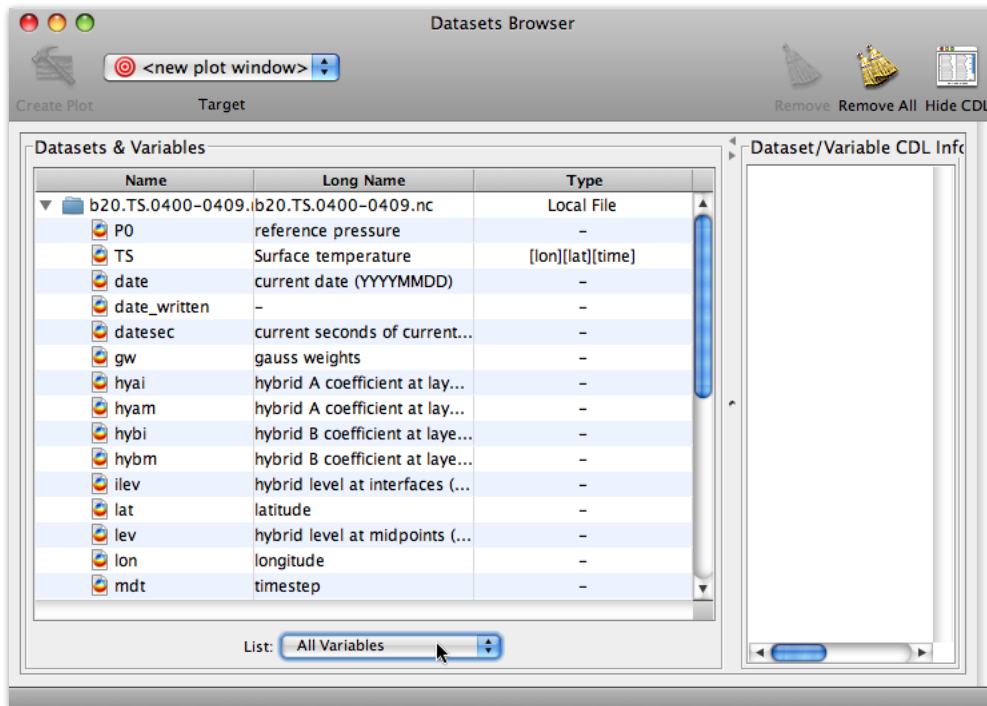 Datasets Browser
<new plot window>
Create Plot Target Remove Remove All Hide CDL
Datasets & Variables Dataset/Variable CDL Info
Name Long Name Type
b20.TS.0400-0409. b20.TS.0400-0409.nc Local File
P0 reference pressure –
TS Surface temperature [lon][lat][time]
date current date (YYYYMMDD) –
date_written – –
datesec current seconds of current... –
gw gauss weights –
hyai hybrid A coefficient at lay... –
hyam hybrid A coefficient at lay... –
hybi hybrid B coefficient at laye... –
hybm hybrid B coefficient at laye... –
ilev hybrid level at interfaces (... –
lat latitude –
lev hybrid level at midpoints (... –
lon longitude –
mdt timestep –
List: All Variables